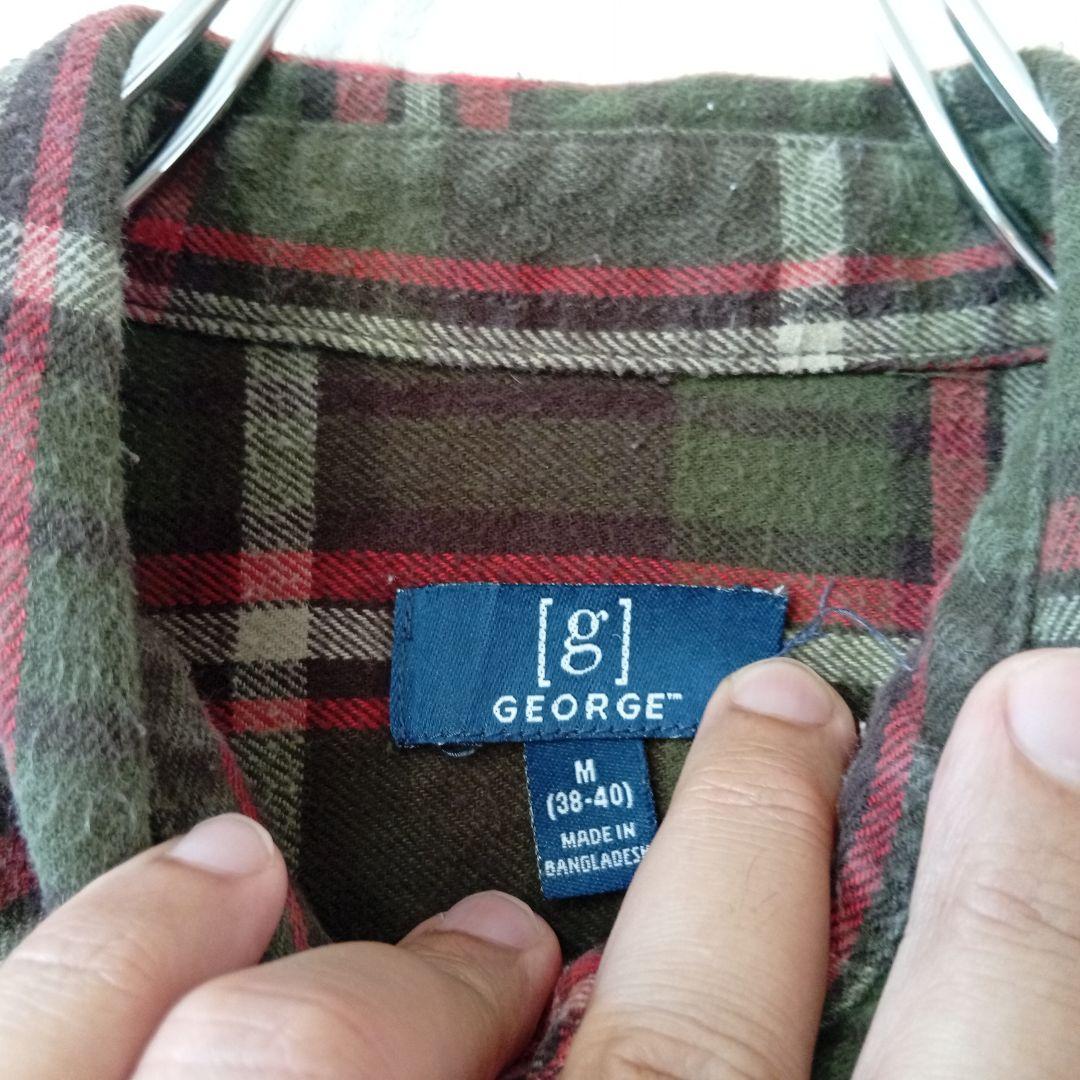 [g]
GEORGE™
M
(38-40)
MADE IN
BANGLADESH